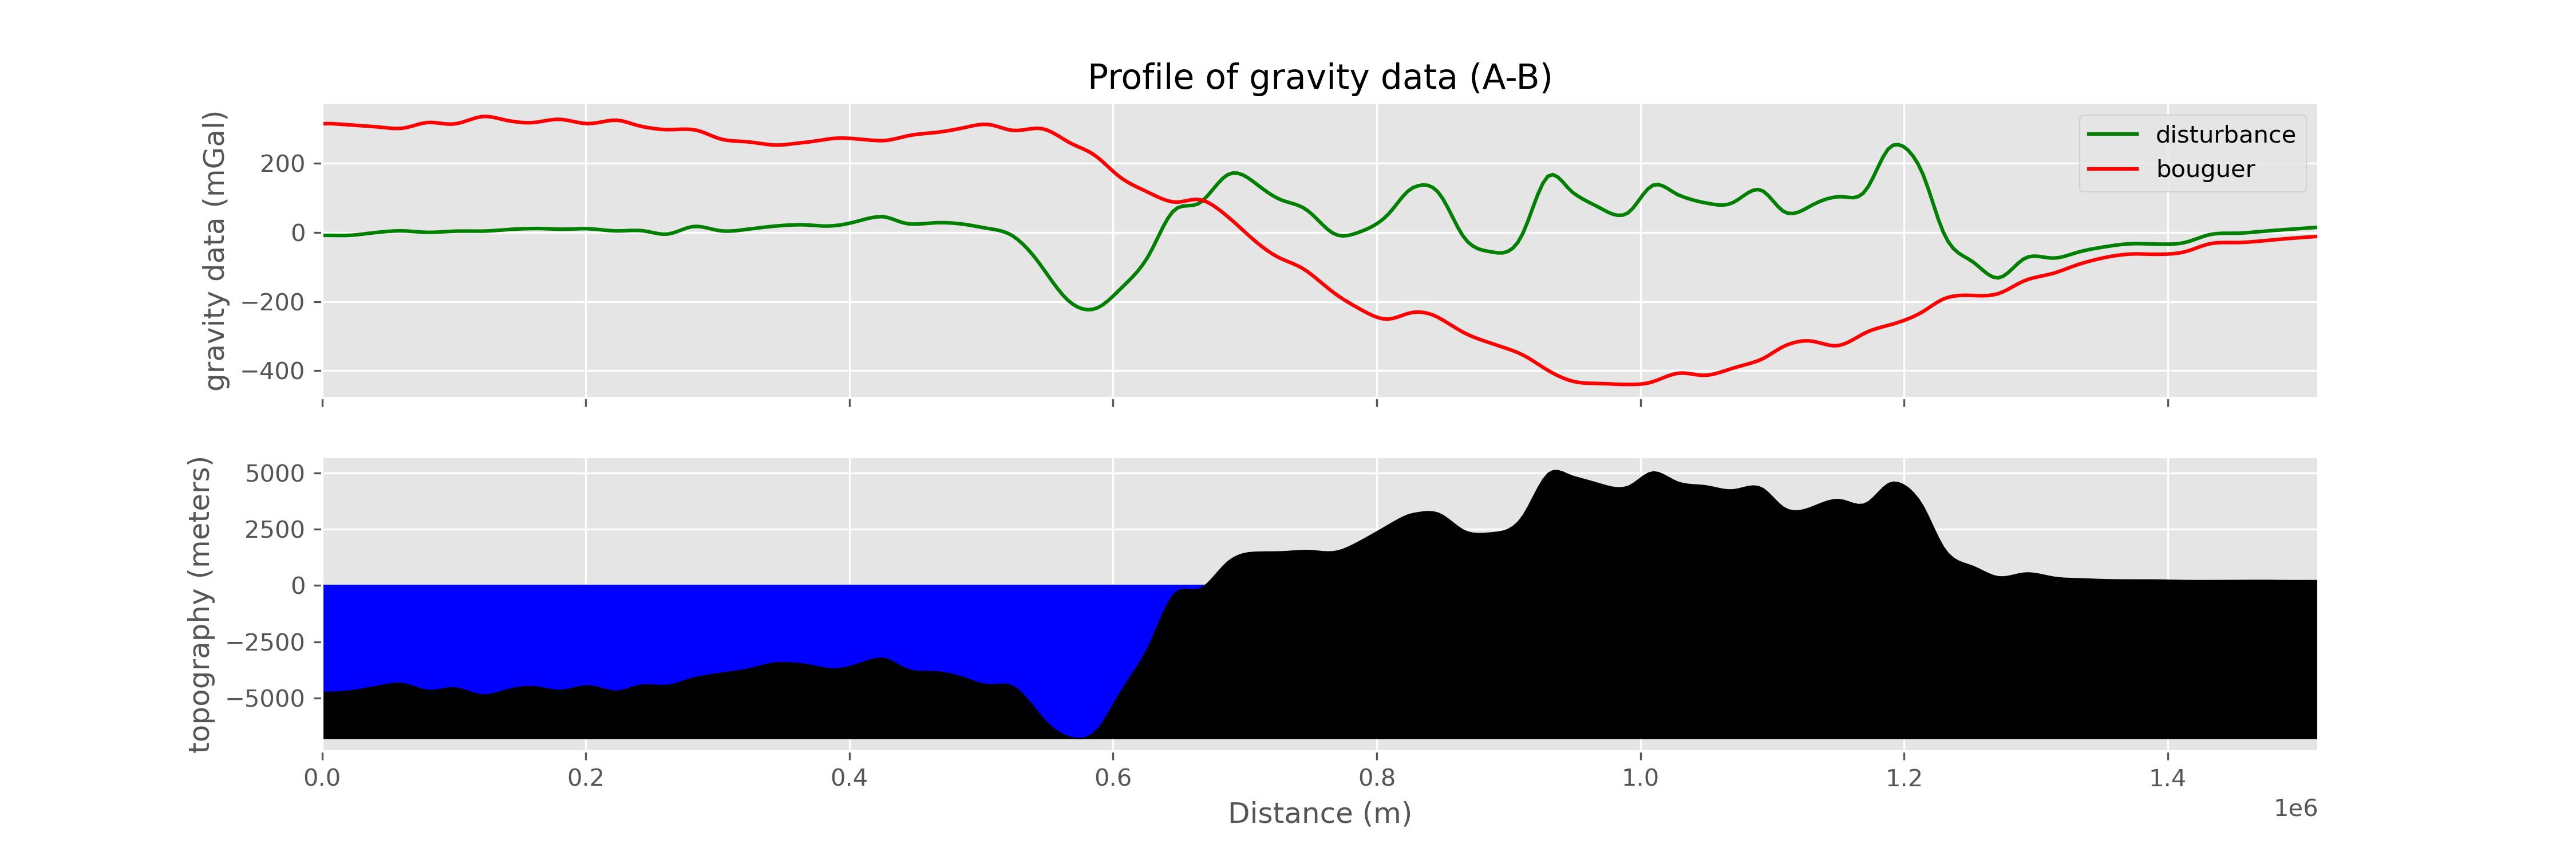 Profile of gravity data (A-B)
gravity data (mGal)
200
0
−200
−400
disturbance
bouguer
topography (meters)
5000
2500
0
−2500
−5000
0.0 0.2 0.4 0.6 0.8 1.0 1.2 1.4
1e6
Distance (m)